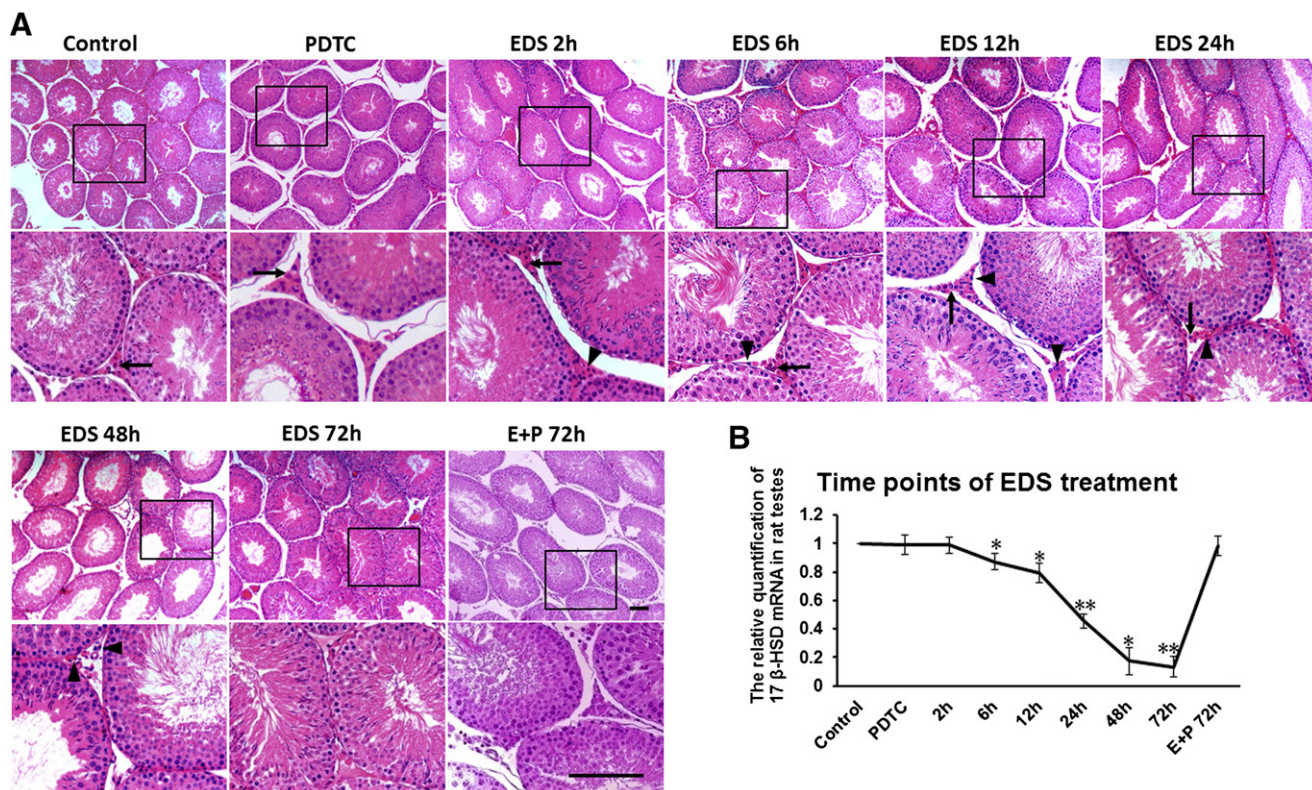 A
Control PDTC EDS 2h EDS 6h EDS 12h EDS 24h
EDS 48h EDS 72h E+P 72h
B
Time points of EDS treatment
The relative quantification of
17 β-HSD mRNA in rat testes
1.2
1
0.8
0.6
0.4
0.2
0
* * ** * **
Control PDTC 2h 6h 12h 24h 48h 72h E+P 72h